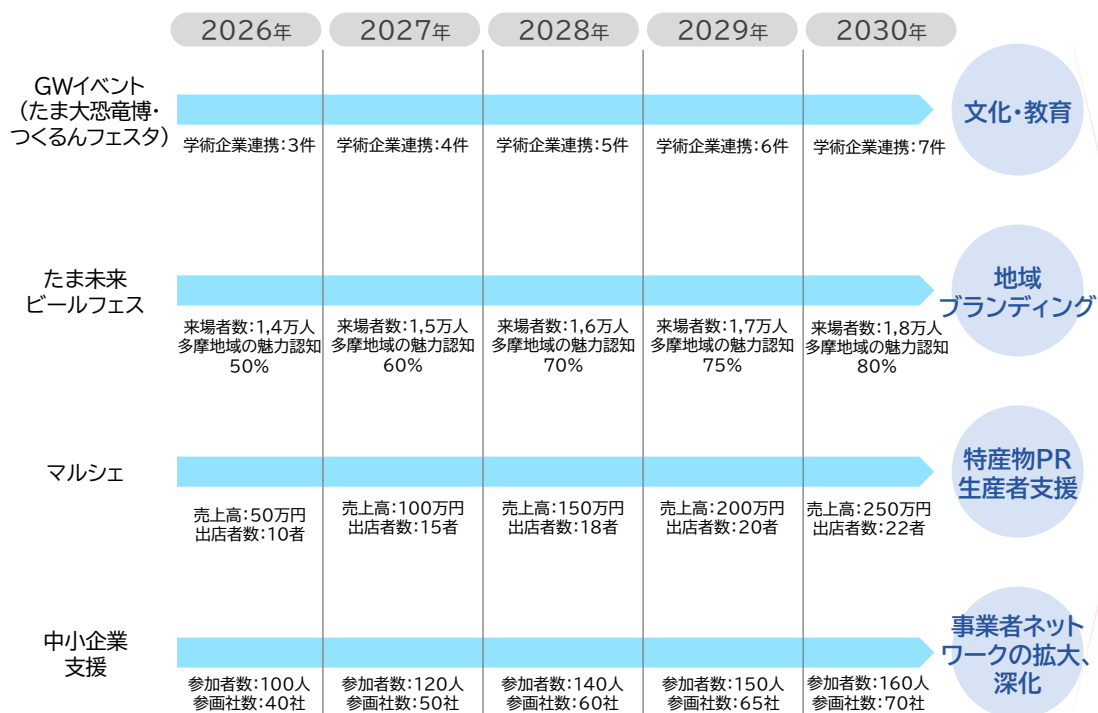 2026年
2027年
2028年
2029年
2030年
GWイベント
(たま大恐竜博・
つくるんフェスタ)
学術企業連携:3件
学術企業連携:4件
学術企業連携:5件
学術企業連携:6件
学術企業連携:7件
文化・教育
たま未来
ビールフェス
来場者数:1,4万人
多摩地域の魅力認知
50%
来場者数:1,5万人
多摩地域の魅力認知
60%
来場者数:1,6万人
多摩地域の魅力認知
70%
来場者数:1,7万人
多摩地域の魅力認知
75%
来場者数:1,8万人
多摩地域の魅力認知
80%
地域
ブランディング
マルシェ
売上高:50万円
出店者数:10者
売上高:100万円
出店者数:15者
売上高:150万円
出店者数:18者
売上高:200万円
出店者数:20者
売上高:250万円
出店者数:22者
特産物PR
生産者支援
中小企業
支援
参加者数:100人
参画社数:40社
参加者数:120人
参画社数:50社
参加者数:140人
参画社数:60社
参加者数:150人
参画社数:65社
参加者数:160人
参画社数:70社
事業者ネット
ワークの拡大、
深化